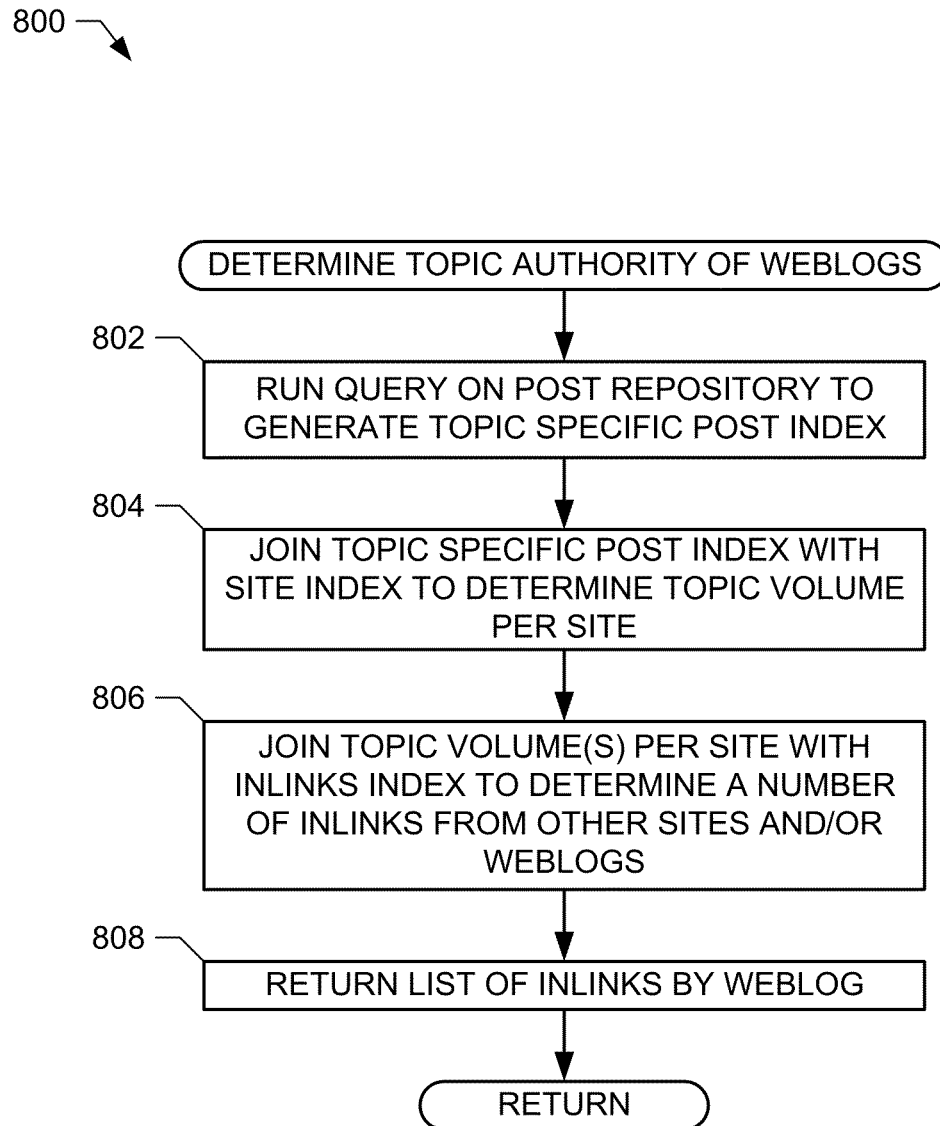 800
DETERMINE TOPIC AUTHORITY OF WEBLOGS
802
RUN QUERY ON POST REPOSITORY TO
GENERATE TOPIC SPECIFIC POST INDEX
804
JOIN TOPIC SPECIFIC POST INDEX WITH
SITE INDEX TO DETERMINE TOPIC VOLUME
PER SITE
806
JOIN TOPIC VOLUME(S) PER SITE WITH
INLINKS INDEX TO DETERMINE A NUMBER
OF INLINKS FROM OTHER SITES AND/OR
WEBLOGS
808
RETURN LIST OF INLINKS BY WEBLOG
RETURN